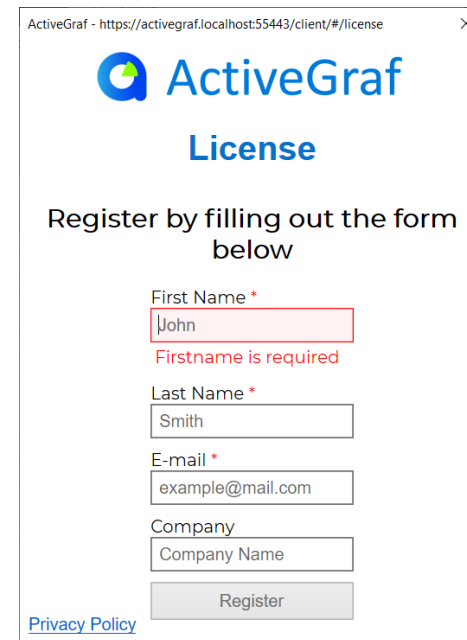 ActiveGraf - https://activegraf.localhost:55443/client/#/license
ActiveGraf
License
Register by filling out the form
below
First Name *
John
Firstname is required
Last Name *
Smith
E-mail *
example@mail.com
Company
Company Name
Register
Privacy Policy